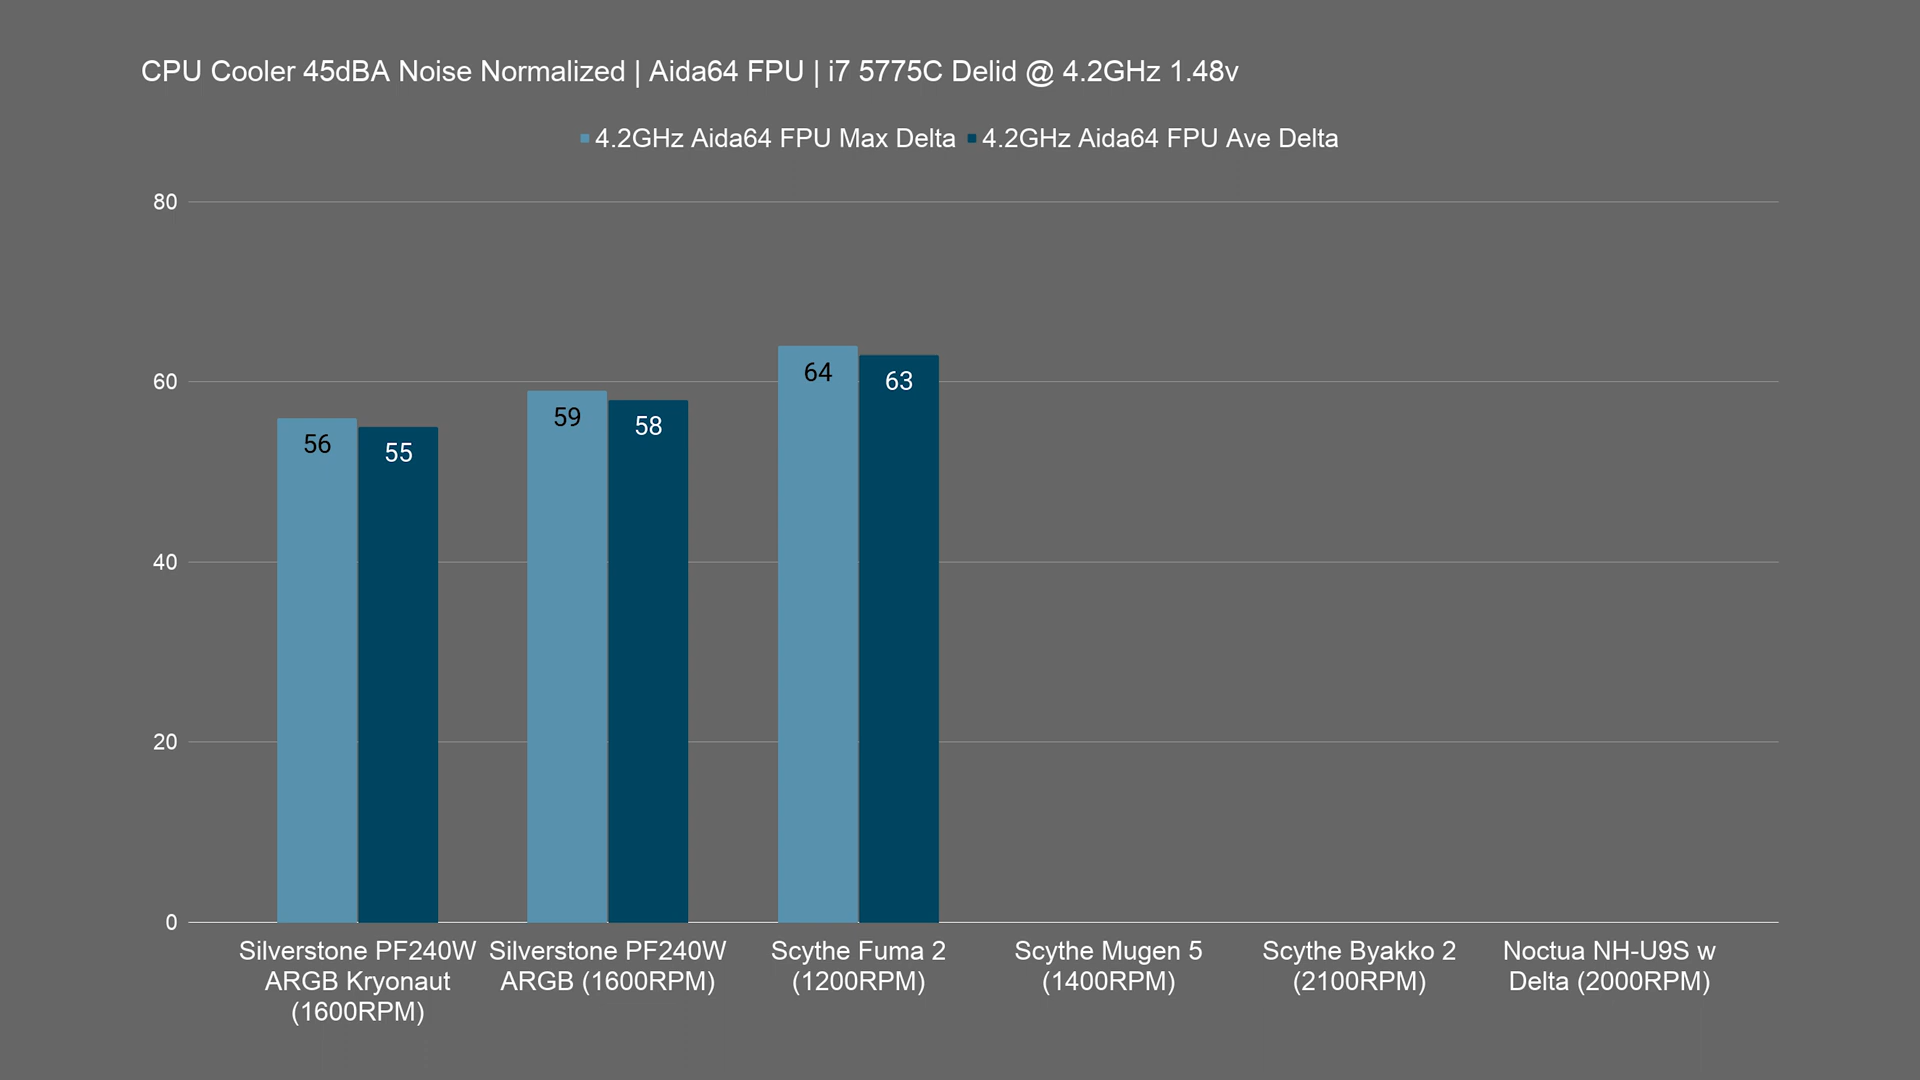 CPU Cooler 45dBA Noise Normalized | Aida64 FPU | i7 5775C Delid @ 4.2GHz 1.48v
4.2GHz Aida64 FPU Max Delta 4.2GHz Aida64 FPU Ave Delta
80
60
40
20
0
56
55
59
58
64
63
Silverstone PF240W
ARGB Kryonaut
(1600RPM)
Silverstone PF240W
ARGB (1600RPM)
Scythe Fuma 2
(1200RPM)
Scythe Mugen 5
(1400RPM)
Scythe Byakko 2
(2100RPM)
Noctua NH-U9S w
Delta (2000RPM)